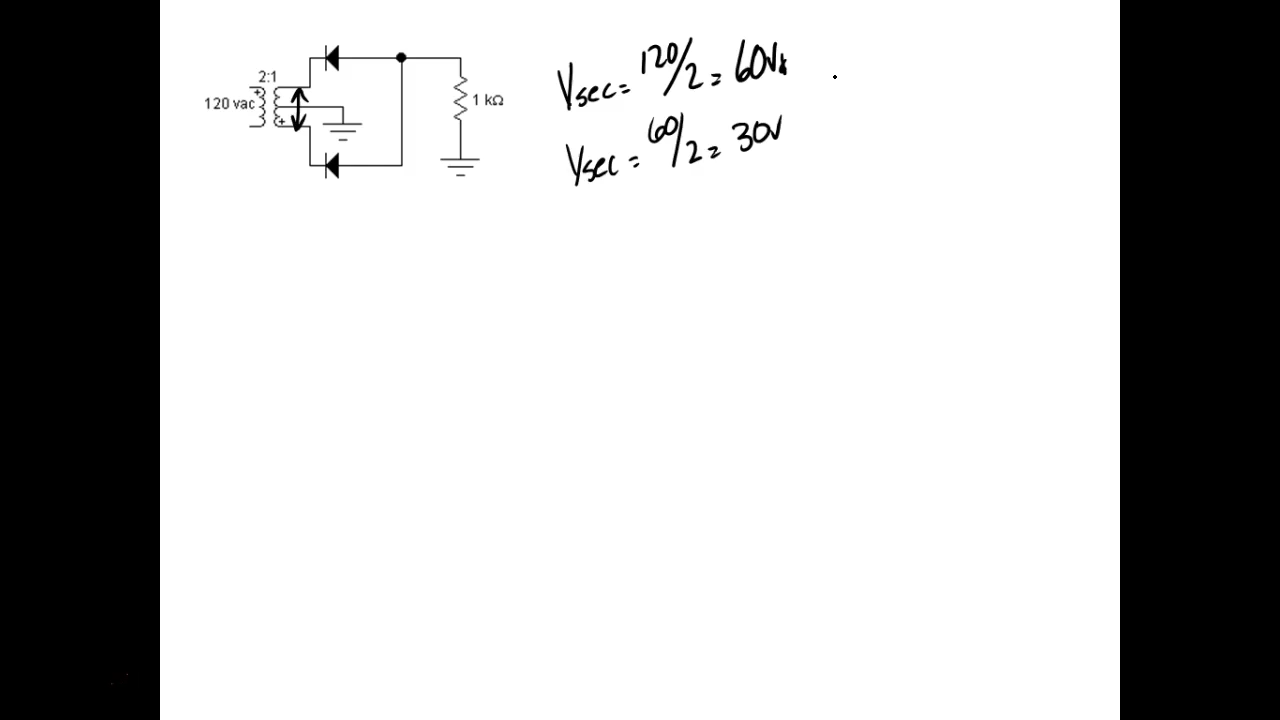 2:1
120 vac
1 kΩ
+
+
Vsec = 120/2 = 60V
Vsec = 60/2 = 30V